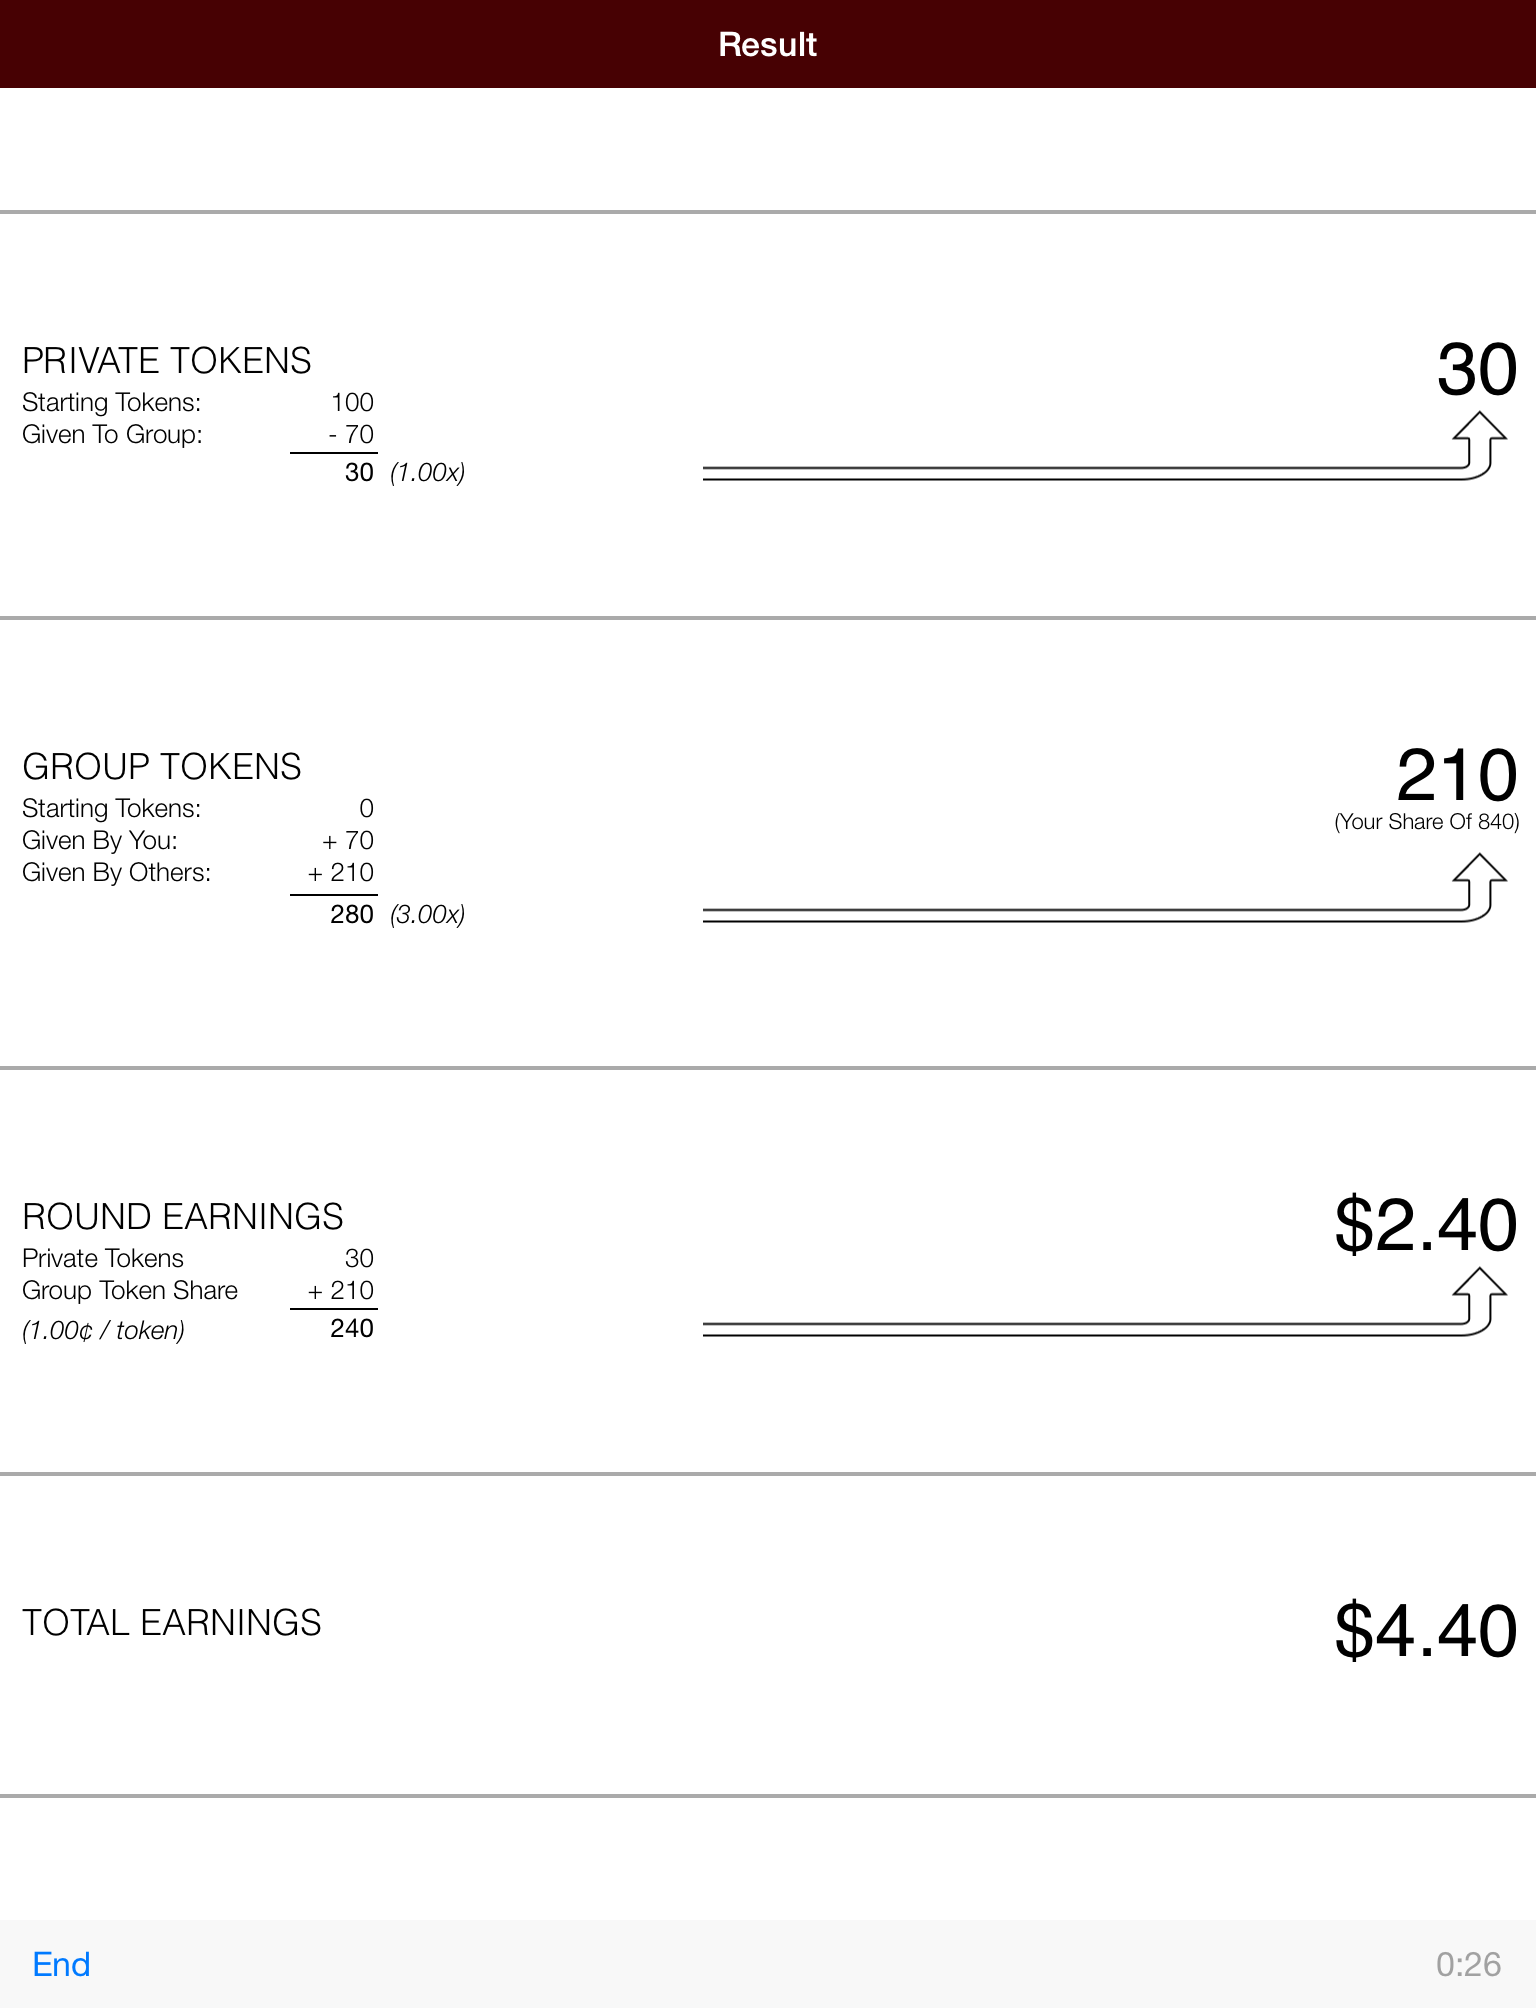 Result
PRIVATE TOKENS
30
Starting Tokens: 100
Given To Group: - 70
30 (1.00x)
GROUP TOKENS
210
(Your Share Of 840)
Starting Tokens: 0
Given By You: + 70
Given By Others: + 210
280 (3.00x)
ROUND EARNINGS
$2.40
Private Tokens 30
Group Token Share + 210
(1.00¢ / token) 240
TOTAL EARNINGS
$4.40
End 0:26